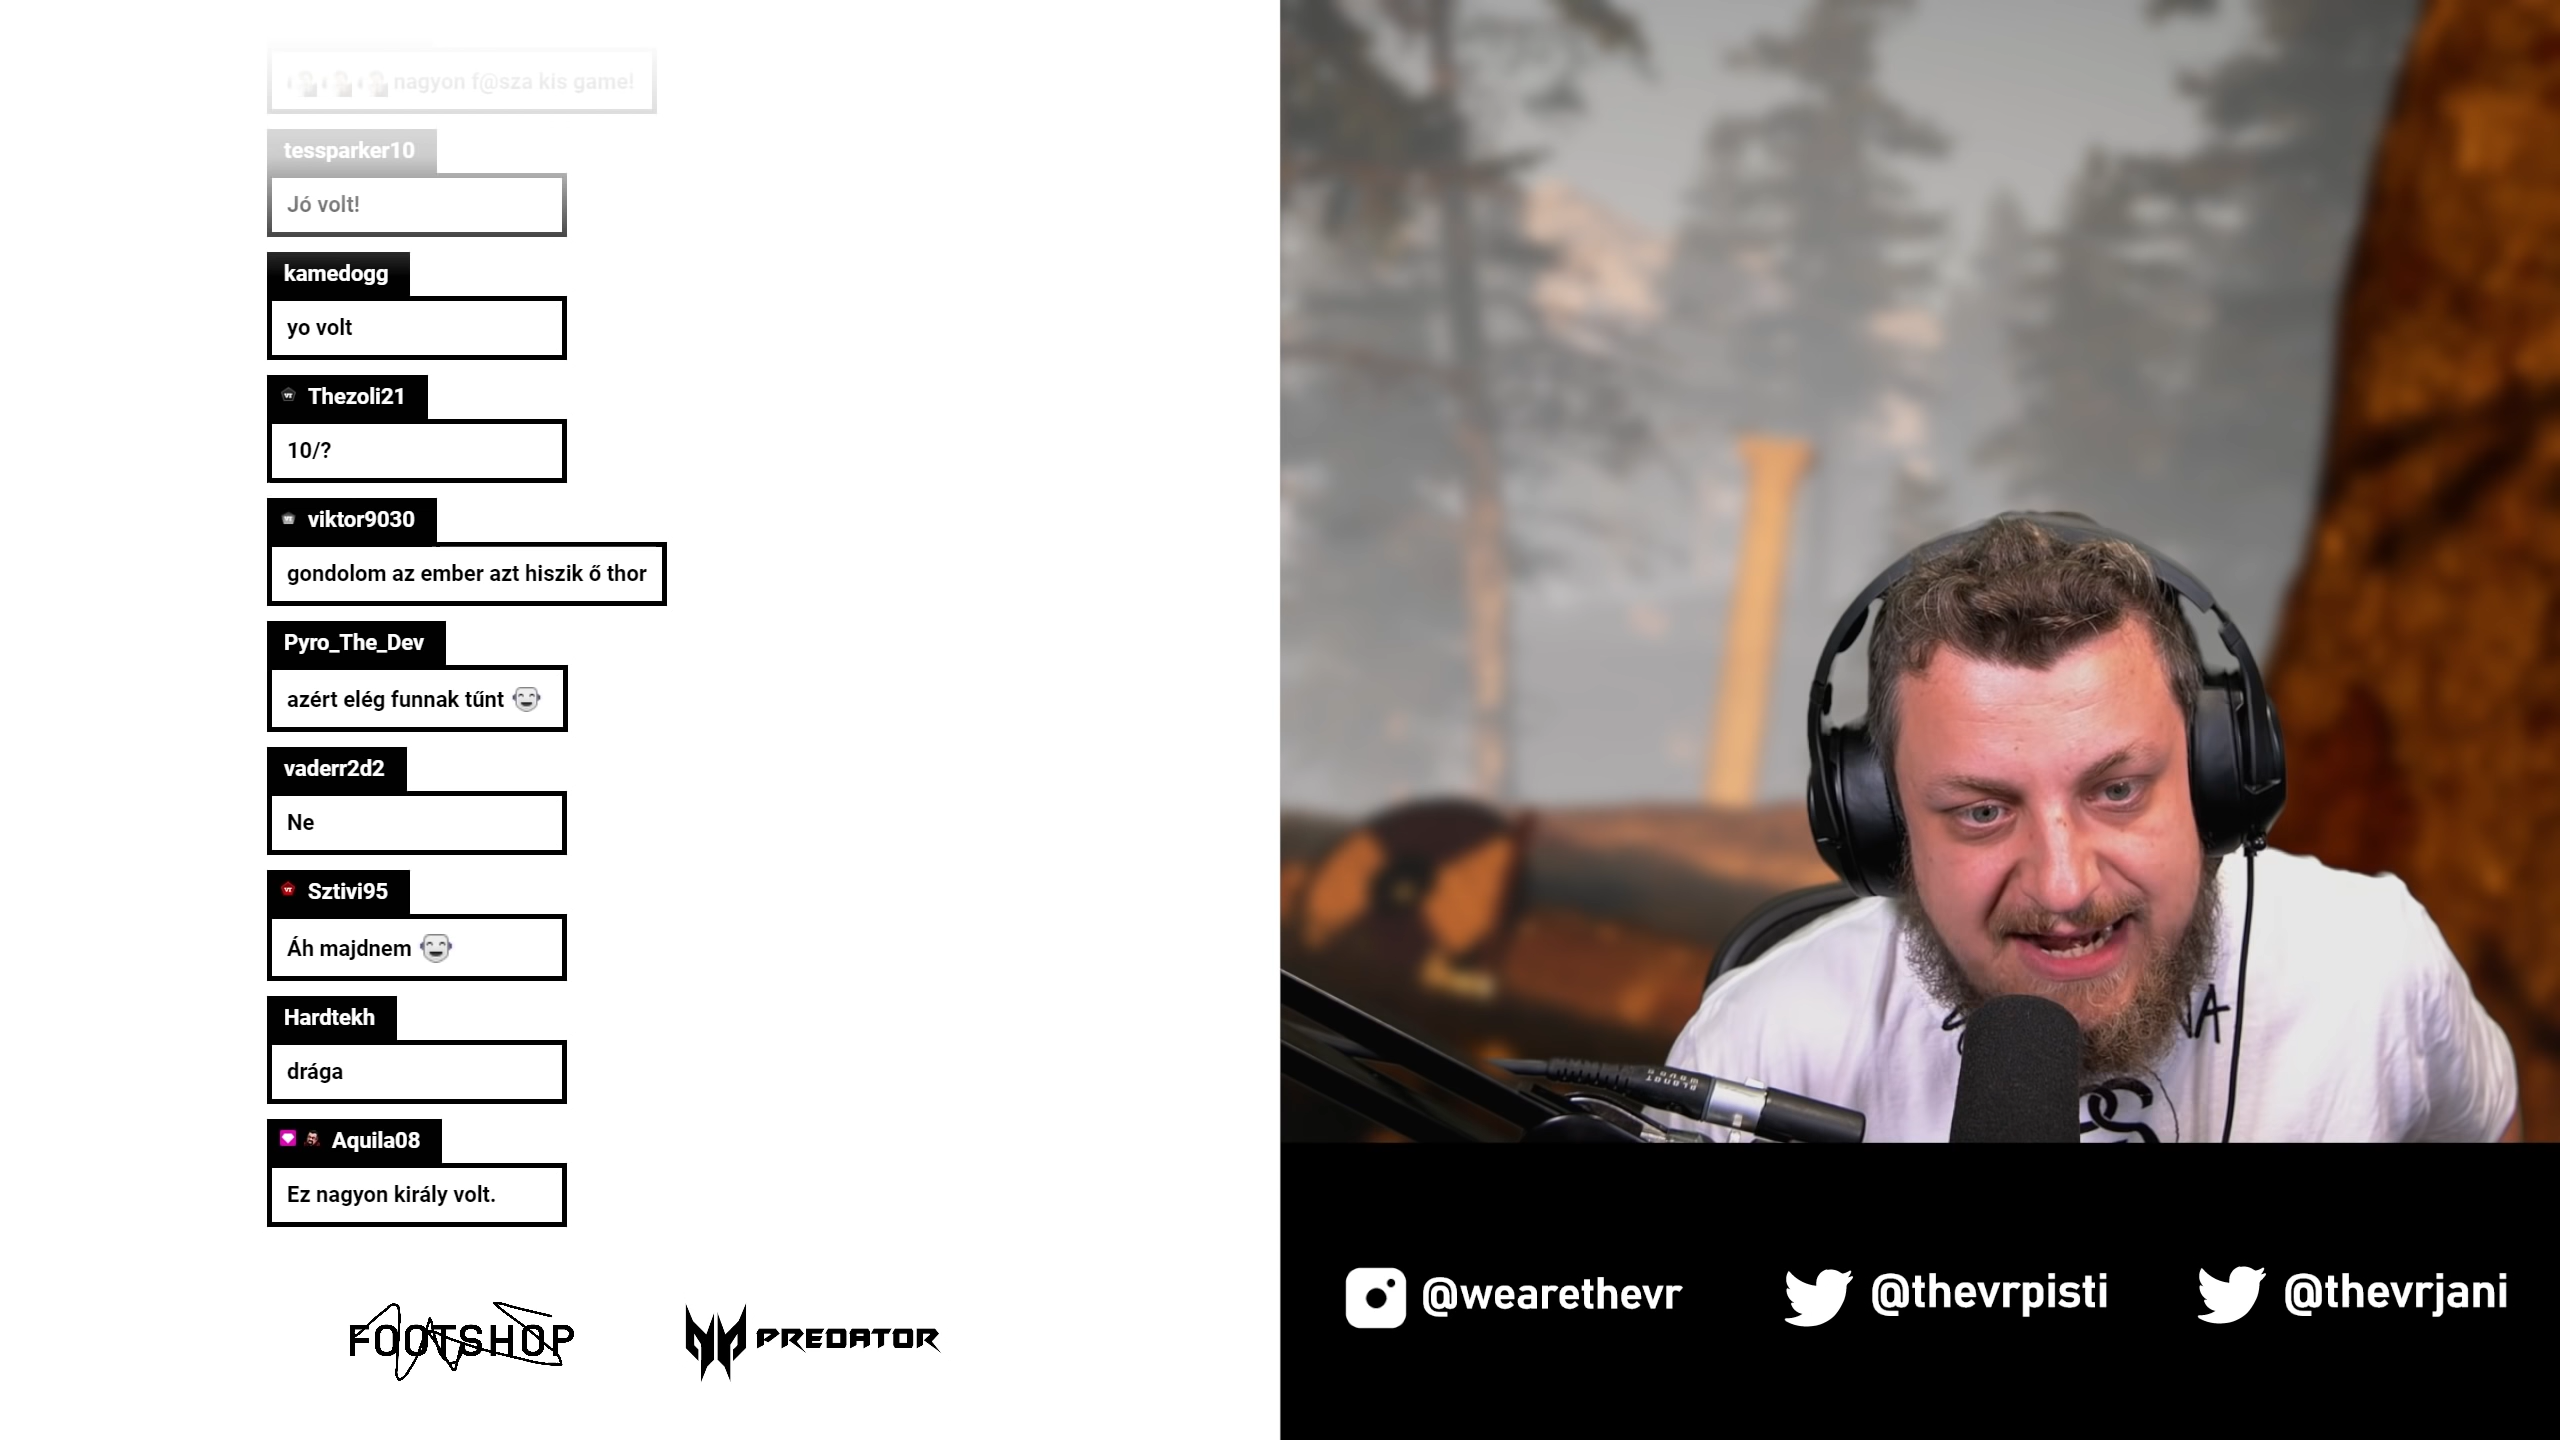 nagyon f@sza kis game!
tessparker10
Jó volt!
kamedogg
yo volt
Thezoli21
10/?
viktor9030
gondolom az ember azt hiszik ő thor
Pyro_The_Dev
azért elég funnak tűnt
vaderr2d2
Ne
Sztivi95
Áh majdnem
Hardtekh
drága
Aquila08
Ez nagyon király volt.
FOOTSHOP
PREDATOR
@wearethevr
@thevrpisti
@thevrjani